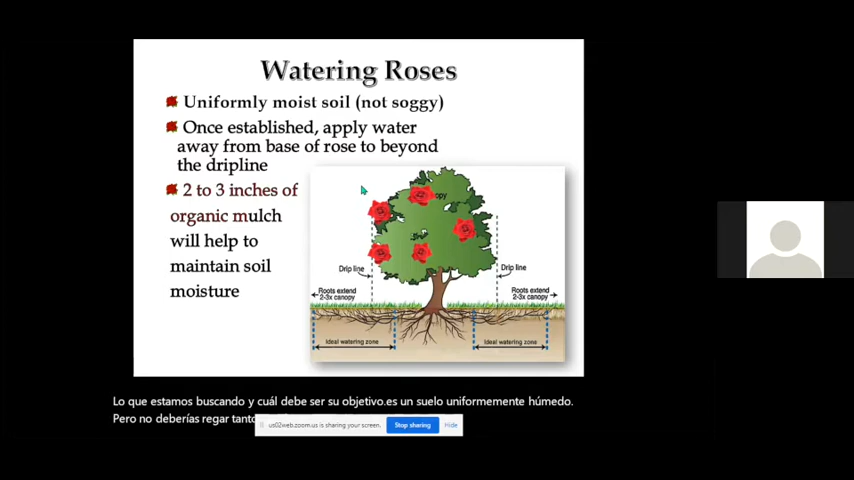 Watering Roses
Uniformly moist soil (not soggy)
Once established, apply water
away from base of rose to beyond
the dripline
2 to 3 inches of
organic mulch
will help to
maintain soil
moisture
Drip line
Drip line
Roots extend
2-3x canopy
Roots extend
2-3x canopy
Ideal watering zone
Ideal watering zone
Lo que estamos buscando y cuál debe ser su objetivo.es un suelo uniformemente húmedo.
Pero no deberías regar tanto
us02web.zoom.us is sharing your screen.
Stop sharing
Hide